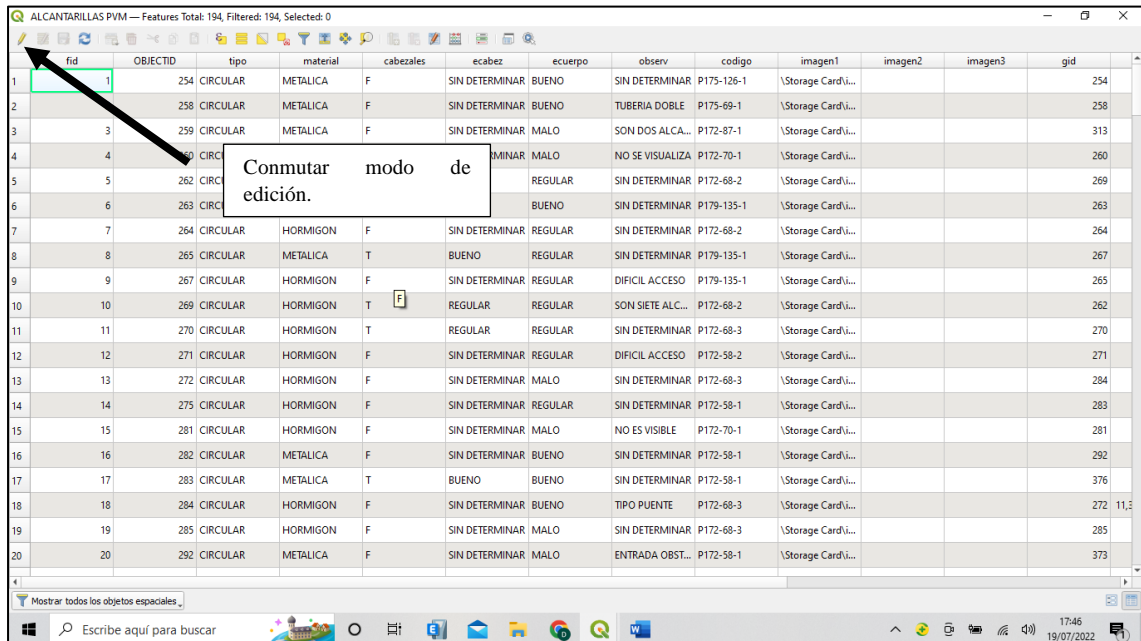 ALCANTARILLAS PVM — Features Total: 194, Filtered: 194, Selected: 0
fid OBJECTID tipo material cabezales ecabez ecuerpo observ codigo imagen1 imagen2 imagen3 gid
1 1 254 CIRCULAR METALICA F SIN DETERMINAR BUENO SIN DETERMINAR P175-126-1 \Storage Card\i... 254
2 258 CIRCULAR METALICA F SIN DETERMINAR BUENO TUBERIA DOBLE P175-69-1 \Storage Card\i... 258
3 3 259 CIRCULAR METALICA F SIN DETERMINAR MALO SON DOS ALCA... P172-87-1 \Storage Card\i... 313
4 4 MALO NO SE VISUALIZA P172-70-1 \Storage Card\i... 260
5 5 262 REGULAR SIN DETERMINAR P172-68-2 \Storage Card\i... 269
6 6 263 BUENO SIN DETERMINAR P179-135-1 \Storage Card\i... 263
Conmutar modo de
edición.
7 7 264 CIRCULAR HORMIGON F SIN DETERMINAR REGULAR SIN DETERMINAR P172-68-2 \Storage Card\i... 264
8 8 265 CIRCULAR METALICA T BUENO REGULAR SIN DETERMINAR P179-135-1 \Storage Card\i... 267
9 9 267 CIRCULAR HORMIGON F SIN DETERMINAR REGULAR DIFICIL ACCESO P179-135-1 \Storage Card\i... 265
10 10 269 CIRCULAR HORMIGON T F REGULAR REGULAR SON SIETE ALC... P172-68-2 \Storage Card\i... 262
11 11 270 CIRCULAR HORMIGON T REGULAR REGULAR SIN DETERMINAR P172-68-3 \Storage Card\i... 270
12 12 271 CIRCULAR HORMIGON F SIN DETERMINAR REGULAR DIFICIL ACCESO P172-58-2 \Storage Card\i... 271
13 13 272 CIRCULAR HORMIGON F SIN DETERMINAR MALO SIN DETERMINAR P172-68-3 \Storage Card\i... 284
14 14 275 CIRCULAR HORMIGON F SIN DETERMINAR REGULAR SIN DETERMINAR P172-58-1 \Storage Card\i... 283
15 15 281 CIRCULAR HORMIGON F SIN DETERMINAR MALO NO ES VISIBLE P172-70-1 \Storage Card\i... 281
16 16 282 CIRCULAR METALICA F SIN DETERMINAR BUENO SIN DETERMINAR P172-58-1 \Storage Card\i... 292
17 17 283 CIRCULAR METALICA T BUENO BUENO SIN DETERMINAR P172-58-1 \Storage Card\i... 376
18 18 284 CIRCULAR HORMIGON F SIN DETERMINAR BUENO TIPO PUENTE P172-68-3 \Storage Card\i... 272 11,3
19 19 285 CIRCULAR HORMIGON F SIN DETERMINAR MALO SIN DETERMINAR P172-68-3 \Storage Card\i... 285
20 20 292 CIRCULAR METALICA F SIN DETERMINAR MALO ENTRADA OBST... P172-58-1 \Storage Card\i... 373
Mostrar todos los objetos espaciales
Escribe aquí para buscar
17:46
19/07/2022